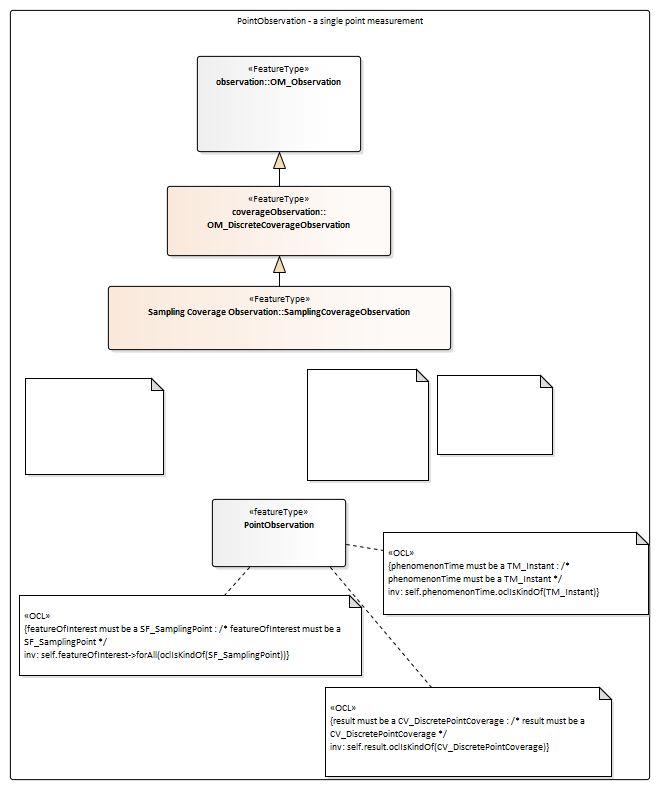 PointObservation - a single point measurement
«FeatureType»
observation::OM_Observation
«FeatureType»
coverageObservation::
OM_DiscreteCoverageObservation
«FeatureType»
Sampling Coverage Observation::SamplingCoverageObservation
«featureType»
PointObservation
«OCL»
{phenomenonTime must be a TM_Instant : /*
phenomenonTime must be a TM_Instant */
inv: self.phenomenonTime.oclIsKindOf(TM_Instant)}
«OCL»
{featureOfInterest must be a SF_SamplingPoint : /* featureOfInterest must be a
SF_SamplingPoint */
inv: self.featureOfInterest->forAll(oclIsKindOf(SF_SamplingPoint))}
«OCL»
{result must be a CV_DiscretePointCoverage : /* result must be a
CV_DiscretePointCoverage */
inv: self.result.oclIsKindOf(CV_DiscretePointCoverage)}